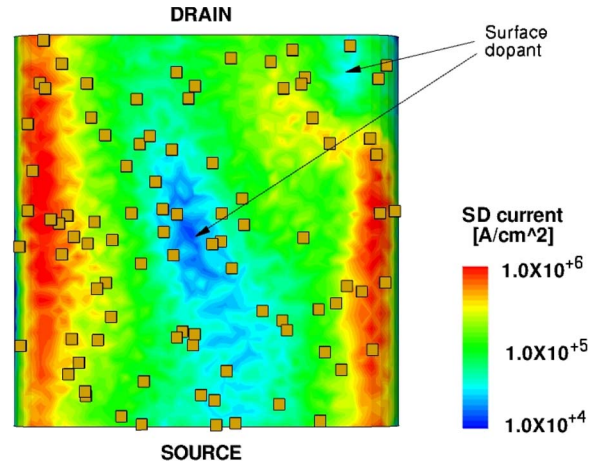 DRAIN
Surface
dopant
SD current
[A/cm^2]
1.0X10⁺⁶
1.0X10⁺⁵
1.0X10⁺⁴
SOURCE